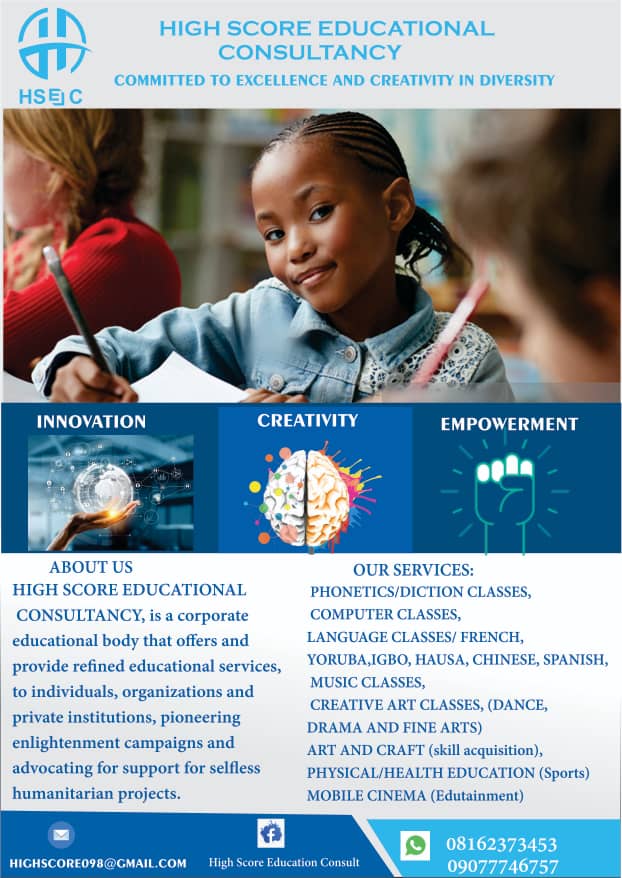 HIGH SCORE EDUCATIONAL
CONSULTANCY
COMMITTED TO EXCELLENCE AND CREATIVITY IN DIVERSITY
HSEC
INNOVATION
CREATIVITY
EMPOWERMENT
ABOUT US
HIGH SCORE EDUCATIONAL
CONSULTANCY, is a corporate
educational body that offers and
provide refined educational services,
to individuals, organizations and
private institutions, pioneering
enlightenment campaigns and
advocating for support for selfless
humanitarian projects.
OUR SERVICES:
PHONETICS/DICTION CLASSES,
COMPUTER CLASSES,
LANGUAGE CLASSES/ FRENCH,
YORUBA,IGBO, HAUSA, CHINESE, SPANISH,
MUSIC CLASSES,
CREATIVE ART CLASSES, (DANCE,
DRAMA AND FINE ARTS)
ART AND CRAFT (skill acquisition),
PHYSICAL/HEALTH EDUCATION (Sports)
MOBILE CINEMA (Edutainment)
HIGHSCORE098@GMAIL.COM
High Score Education Consult
08162373453
09077746757